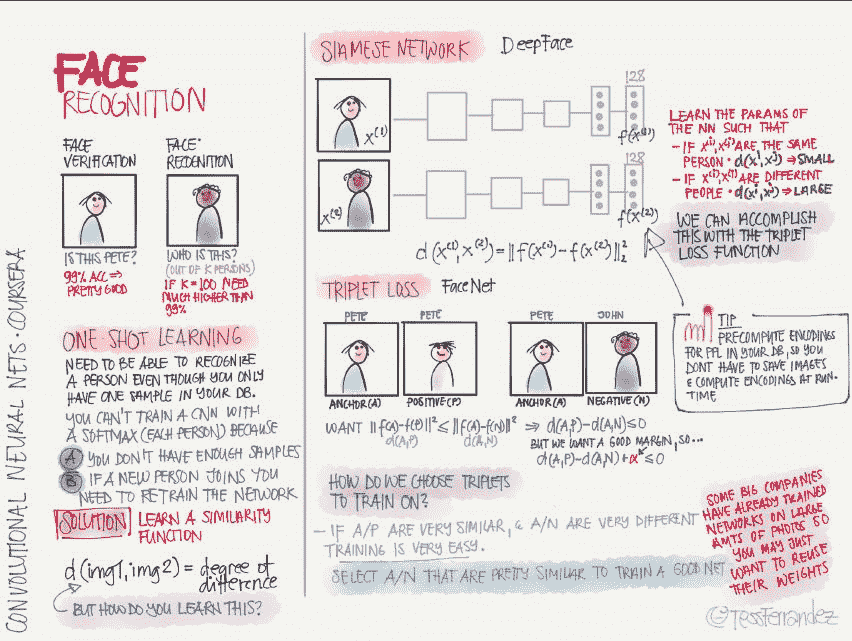 CONVOLUTIONAL NEURAL NETS · COURSERA
FACE
RECOGNITION
FACE
VERIFICATION
IS THIS PETE?
99% ACC ⇒
PRETTY GOOD
FACE
RECOGNITION
WHO IS THIS?
(OUT OF K PERSONS)
IF K=100 NEED
MUCH HIGHER THAN
99%
ONE SHOT LEARNING
NEED TO BE ABLE TO RECOGNIZE
A PERSON EVEN THOUGH YOU ONLY
HAVE ONE SAMPLE IN YOUR DB.
YOU CAN'T TRAIN A CNN WITH
A SOFTMAX (EACH PERSON) BECAUSE
A YOU DON'T HAVE ENOUGH SAMPLES
B IF A NEW PERSON JOINS YOU
NEED TO RETRAIN THE NETWORK
SOLUTION LEARN A SIMILARITY
FUNCTION
d(img1, img2) = degree of
difference
BUT HOW DO YOU LEARN THIS?
SIAMESE NETWORK DeepFace
x⁽¹⁾
128
f(x⁽¹⁾)
x⁽²⁾
128
f(x⁽²⁾)
d(x⁽¹⁾, x⁽²⁾) = ‖f(x⁽¹⁾) - f(x⁽²⁾)‖₂²
LEARN THE PARAMS OF
THE NN SUCH THAT
- IF x⁽ⁱ⁾, x⁽ʲ⁾ ARE THE SAME
PERSON · d(xⁱ, xʲ) ⇒ SMALL
- IF x⁽ⁱ⁾, x⁽ʲ⁾ ARE DIFFERENT
PEOPLE · d(xⁱ, xʲ) ⇒ LARGE
WE CAN ACCOMPLISH
THIS WITH THE TRIPLET
LOSS FUNCTION
TRIPLET LOSS FaceNet
PETE PETE PETE JOHN
ANCHOR(A) POSITIVE(P) ANCHOR(A) NEGATIVE(N)
WANT ‖f(A)-f(P)‖² ≤ ‖f(A)-f(N)‖² ⇒ d(A,P)-d(A,N) ≤ 0
d(A,P) d(A,N)
BUT WE WANT A GOOD MARGIN, SO...
d(A,P)-d(A,N)+α ≤ 0
TIP
PRECOMPUTE ENCODINGS
FOR PPL IN YOUR DB, SO YOU
DONT HAVE TO SAVE IMAGES
& COMPUTE ENCODINGS AT RUN-
TIME
HOW DO WE CHOOSE TRIPLETS
TO TRAIN ON?
- IF A/P ARE VERY SIMILAR, & A/N ARE VERY DIFFERENT
TRAINING IS VERY EASY.
SELECT A/N THAT ARE PRETTY SIMILAR TO TRAIN A GOOD NET
SOME BIG COMPANIES
HAVE ALREADY TRAINED
NETWORKS ON LARGE
AMTS OF PHOTOS SO
YOU MAY JUST
WANT TO REUSE
THEIR WEIGHTS
@TessFerrandez